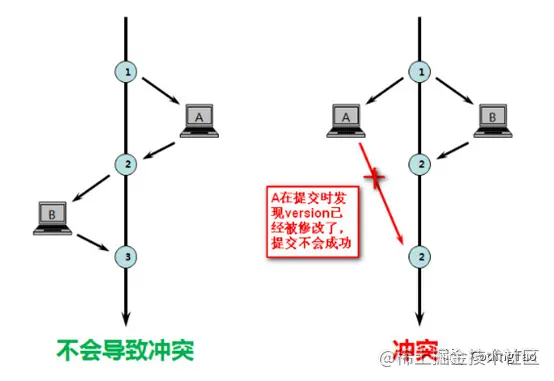 1
A
2
B
3
不会导致冲突
1
A
B
2
A在提交时发
现version已
经被修改了,
提交不会成功
2
冲突
@稀土掘金技术社区